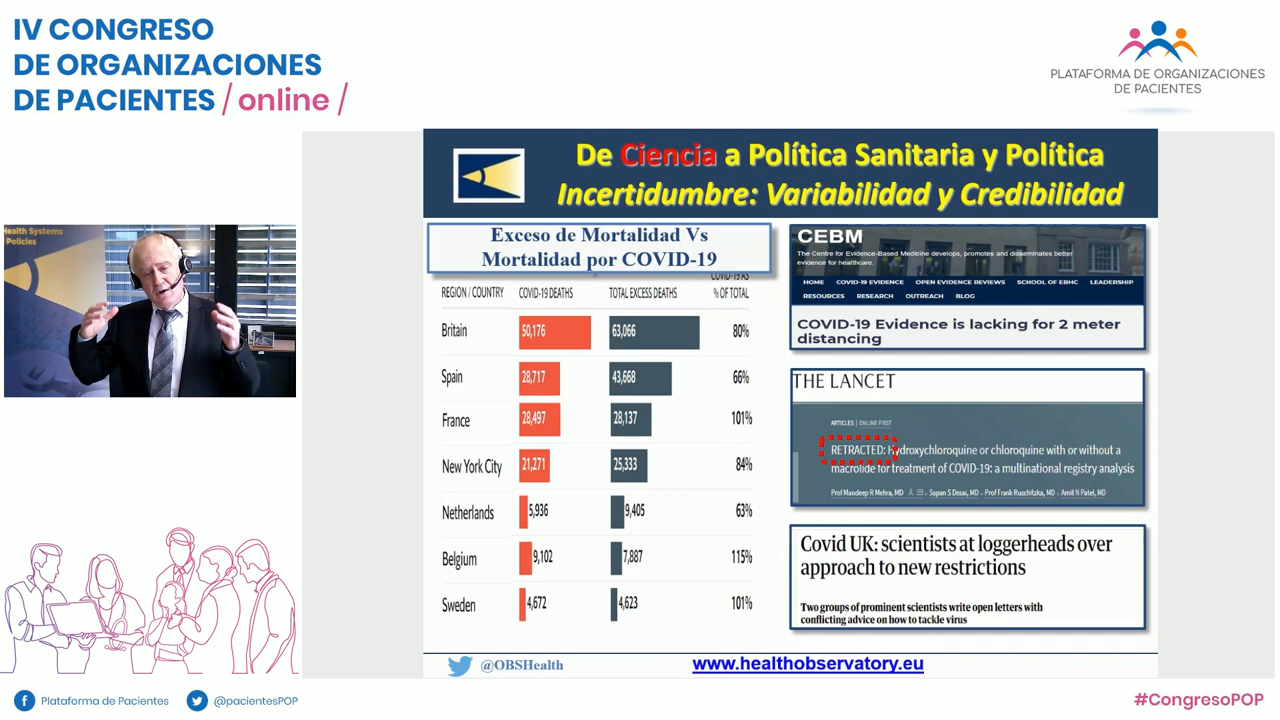 IV CONGRESO
DE ORGANIZACIONES
DE PACIENTES / online /
PLATAFORMA DE ORGANIZACIONES
DE PACIENTES
Health Systems
Policies
De Ciencia a Política Sanitaria y Política
Incertidumbre: Variabilidad y Credibilidad
Exceso de Mortalidad Vs
Mortalidad por COVID-19
COVID-19 AS
REGION / COUNTRY COVID-19 DEATHS TOTAL EXCESS DEATHS % OF TOTAL
Britain 50,176 63,066 80%
Spain 28,717 43,668 66%
France 28,497 28,137 101%
New York City 21,271 25,333 84%
Netherlands 5,936 9,405 63%
Belgium 9,102 7,887 115%
Sweden 4,672 4,623 101%
CEBM
The Centre for Evidence-Based Medicine develops, promotes and disseminates better
evidence for healthcare.
HOME COVID-19 EVIDENCE OPEN EVIDENCE REVIEWS SCHOOL OF EBHC LEADERSHIP
RESOURCES RESEARCH OUTREACH BLOG
COVID-19 Evidence is lacking for 2 meter
distancing
THE LANCET
ARTICLES | ONLINE FIRST
RETRACTED: Hydroxychloroquine or chloroquine with or without a
macrolide for treatment of COVID-19: a multinational registry analysis
Prof Mandeep R Mehra, MD • Sapan S Desai, MD • Prof Frank Ruschitzka, MD • Amit N Patel, MD
Covid UK: scientists at loggerheads over
approach to new restrictions
Two groups of prominent scientists write open letters with
conflicting advice on how to tackle virus
@OBSHealth
www.healthobservatory.eu
Plataforma de Pacientes
@pacientesPOP
#CongresoPOP